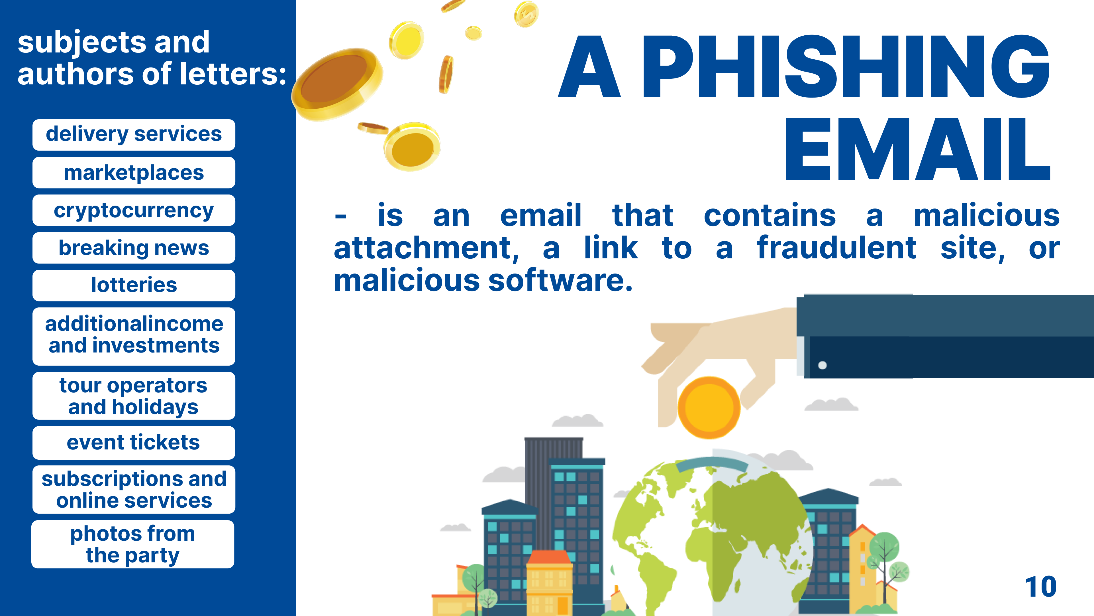 subjects and
authors of letters:
delivery services
marketplaces
cryptocurrency
breaking news
lotteries
additionalincome
and investments
tour operators
and holidays
event tickets
subscriptions and
online services
photos from
the party
A PHISHING
EMAIL
- is an email that contains a malicious
attachment, a link to a fraudulent site, or
malicious software.
10